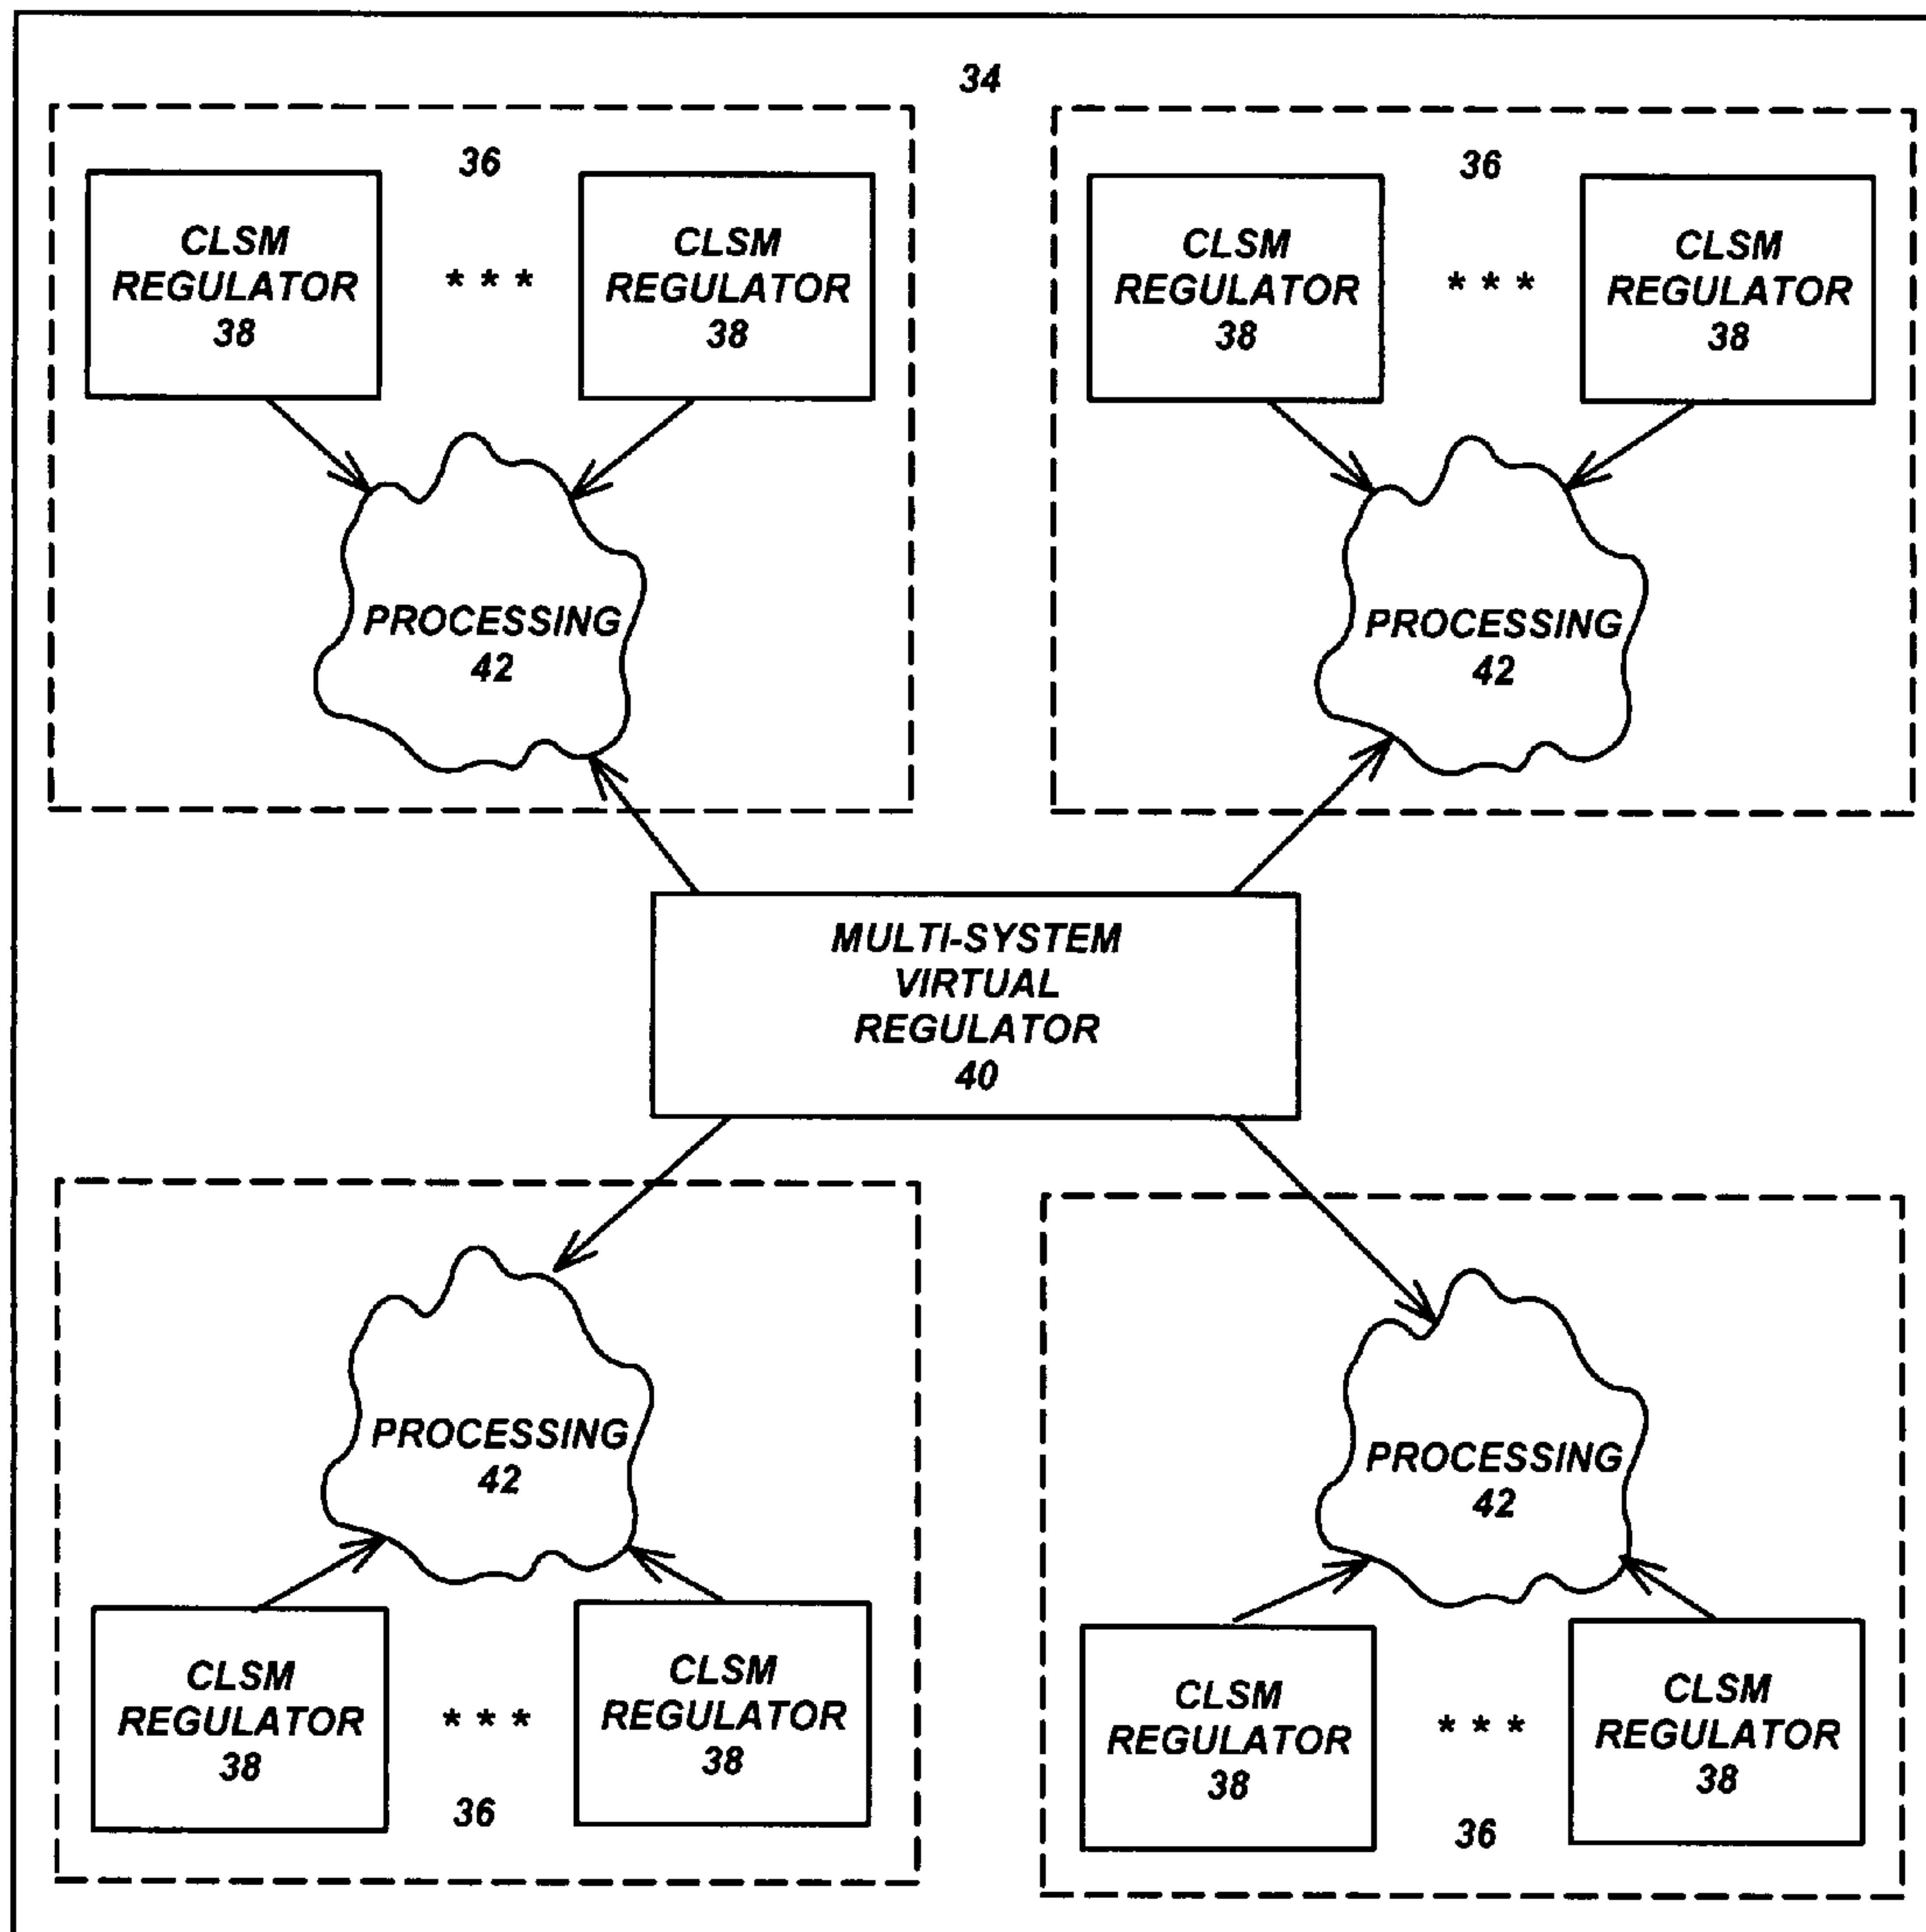 34
36
CLSM
REGULATOR
38
* * *
CLSM
REGULATOR
38
PROCESSING
42
36
CLSM
REGULATOR
38
* * *
CLSM
REGULATOR
38
PROCESSING
42
MULTI-SYSTEM
VIRTUAL
REGULATOR
40
PROCESSING
42
CLSM
REGULATOR
38
* * *
CLSM
REGULATOR
38
36
PROCESSING
42
CLSM
REGULATOR
38
* * *
CLSM
REGULATOR
38
36